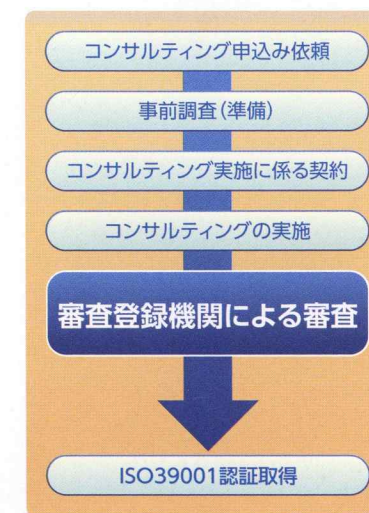 コンサルティング申込み依頼
事前調査（準備）
コンサルティング実施に係る契約
コンサルティングの実施
審査登録機関による審査
ISO39001認証取得